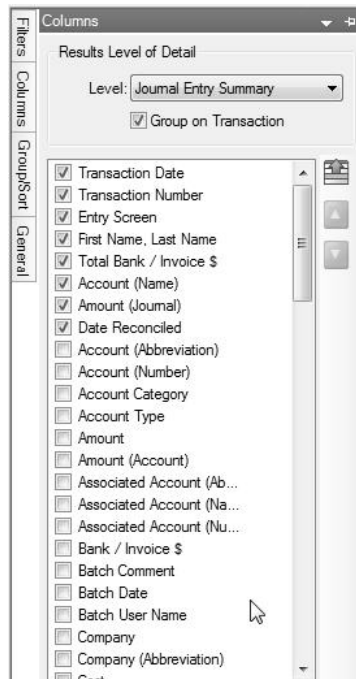 Columns
Filters
Columns
Group/Sort
General
Results Level of Detail
Level: Journal Entry Summary
Group on Transaction
Transaction Date
Transaction Number
Entry Screen
First Name, Last Name
Total Bank / Invoice $
Account (Name)
Amount (Journal)
Date Reconciled
Account (Abbreviation)
Account (Number)
Account Category
Account Type
Amount
Amount (Account)
Associated Account (Ab...
Associated Account (Na...
Associated Account (Nu...
Bank / Invoice $
Batch Comment
Batch Date
Batch User Name
Company
Company (Abbreviation)